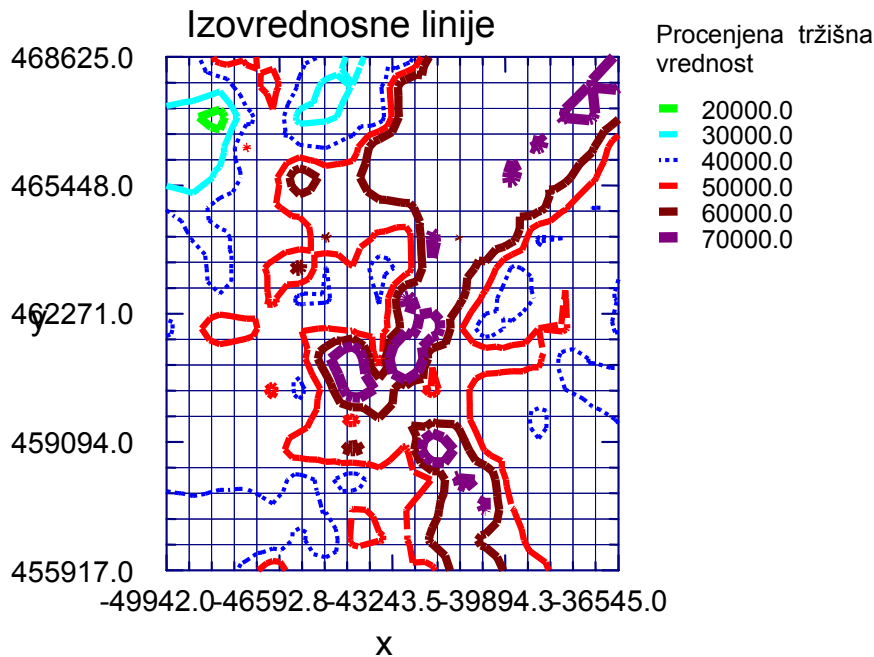 Izovrednosne linije
Procenjena tržišna
vrednost
20000.0
30000.0
40000.0
50000.0
60000.0
70000.0
468625.0
465448.0
462271.0
y
459094.0
455917.0
-49942.0 -46592.8 -43243.5 -39894.3 -36545.0
x